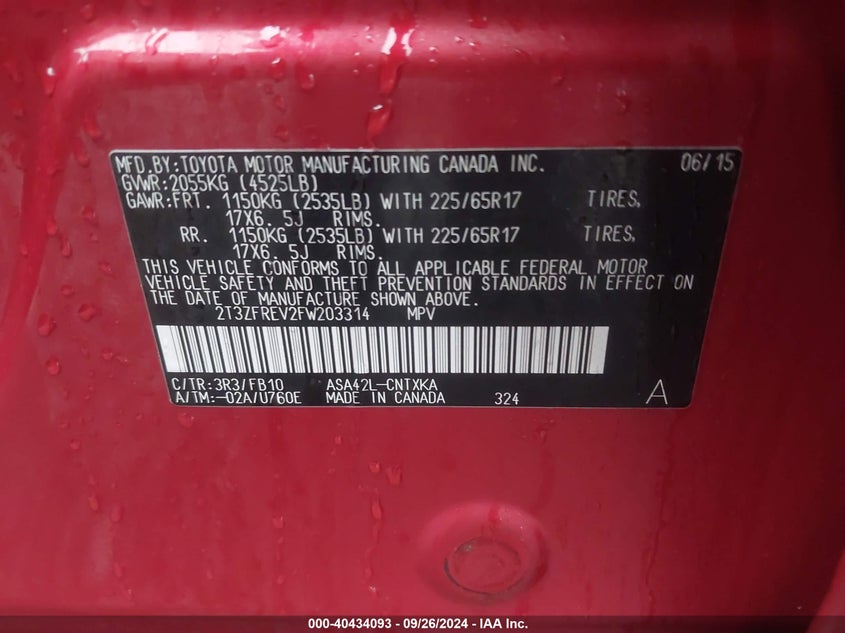 MFD.BY:TOYOTA MOTOR MANUFACTURING CANADA INC. 06/15
GVWR:2055KG (4525LB)
GAWR:FRT. 1150KG (2535LB) WITH 225/65R17 TIRES,
17X6. 5J RIMS.
RR. 1150KG (2535LB) WITH 225/65R17 TIRES,
17X6. 5J RIMS.
THIS VEHICLE CONFORMS TO ALL APPLICABLE FEDERAL MOTOR
VEHICLE SAFETY AND THEFT PREVENTION STANDARDS IN EFFECT ON
THE DATE OF MANUFACTURE SHOWN ABOVE.
2T3ZFREV2FW203314 MPV
C/TR:3R3/FB10 ASA42L-CNTXKA
A/TM:-02A/U760E MADE IN CANADA 324 A
000-40434093 - 09/26/2024 - IAA Inc.